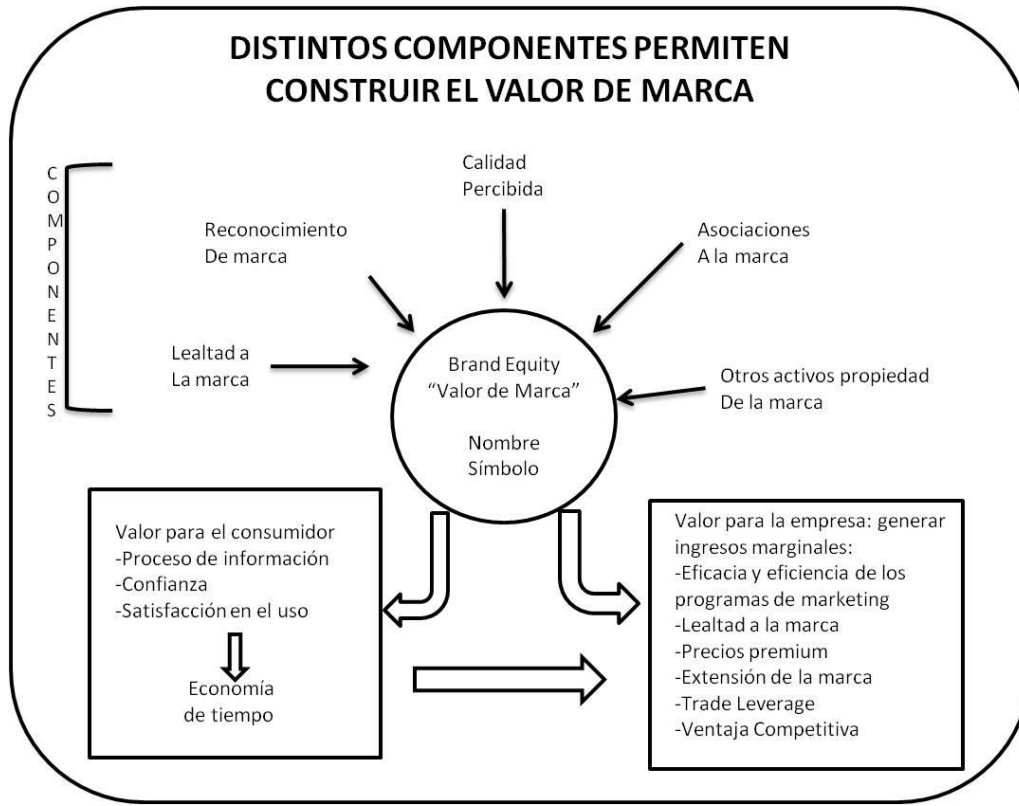 DISTINTOS COMPONENTES PERMITEN
CONSTRUIR EL VALOR DE MARCA
COMPONENTES
Calidad
Percibida
Reconocimiento
De marca
Asociaciones
A la marca
Lealtad a
La marca
Otros activos propiedad
De la marca
Brand Equity
“Valor de Marca”
Nombre
Símbolo
Valor para el consumidor
-Proceso de información
-Confianza
-Satisfacción en el uso
Economía
de tiempo
Valor para la empresa: generar
ingresos marginales:
-Eficacia y eficiencia de los
programas de marketing
-Lealtad a la marca
-Precios premium
-Extensión de la marca
-Trade Leverage
-Ventaja Competitiva